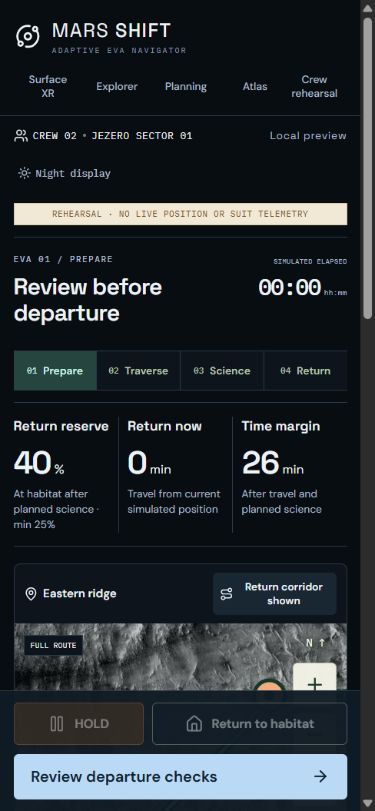 MARS SHIFT
ADAPTIVE EVA NAVIGATOR
Surface XR
Explorer
Planning
Atlas
Crew rehearsal
CREW 02 • JEZERO SECTOR 01
Local preview
Night display
REHEARSAL · NO LIVE POSITION OR SUIT TELEMETRY
EVA 01 / PREPARE
SIMULATED ELAPSED
Review before
departure
00:00 hh:mm
01 Prepare
02 Traverse
03 Science
04 Return
Return reserve
40 %
At habitat after
planned science ·
min 25%
Return now
0 min
Travel from current
simulated position
Time margin
26 min
After travel and
planned science
Eastern ridge
Return corridor
shown
FULL ROUTE
N ↑
+
HOLD
Return to habitat
Review departure checks →